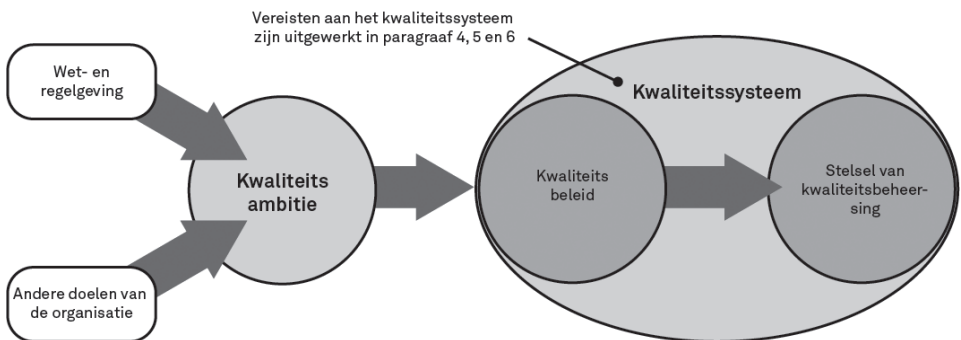 Vereisten aan het kwaliteitssysteem
zijn uitgewerkt in paragraaf 4, 5 en 6
Wet- en
regelgeving
Andere doelen van
de organisatie
Kwaliteits
ambitie
Kwaliteitssysteem
Kwaliteits
beleid
Stelsel van
kwaliteitsbeheer-
sing